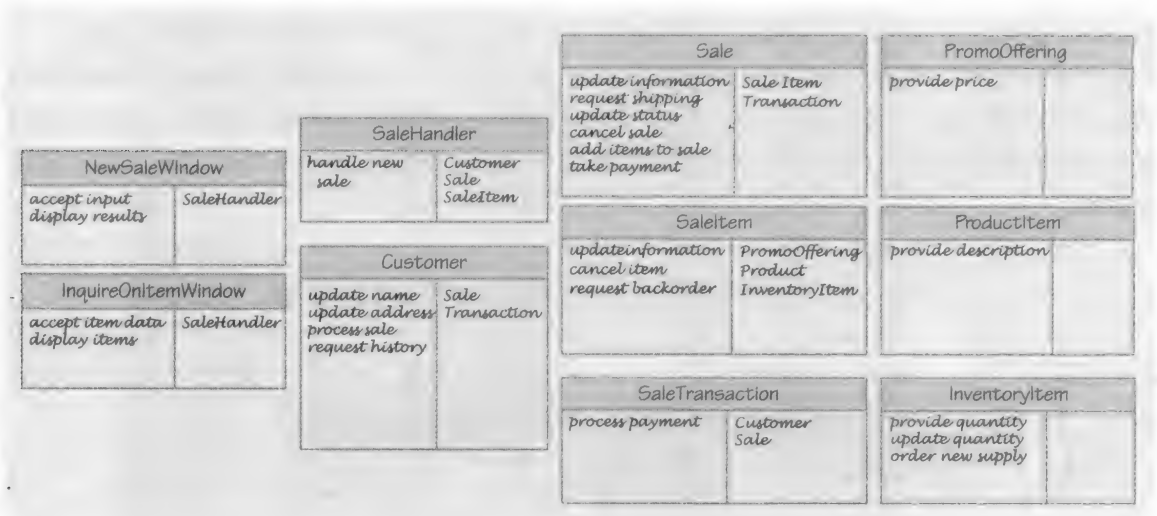 NewSaleWindow
accept input
display results
SaleHandler
InquireOnItemWindow
accept item data
display items
SaleHandler
SaleHandler
handle new
sale
Customer
Sale
SaleItem
Customer
update name
update address
process sale
request history
Sale
Transaction
Sale
update information
request shipping
update status
cancel sale
add items to sale
take payment
Sale Item
Transaction
SaleItem
updateinformation
cancel item
request backorder
PromoOffering
Product
InventoryItem
SaleTransaction
process payment
Customer
Sale
PromoOffering
provide price
ProductItem
provide description
InventoryItem
provide quantity
update quantity
order new supply